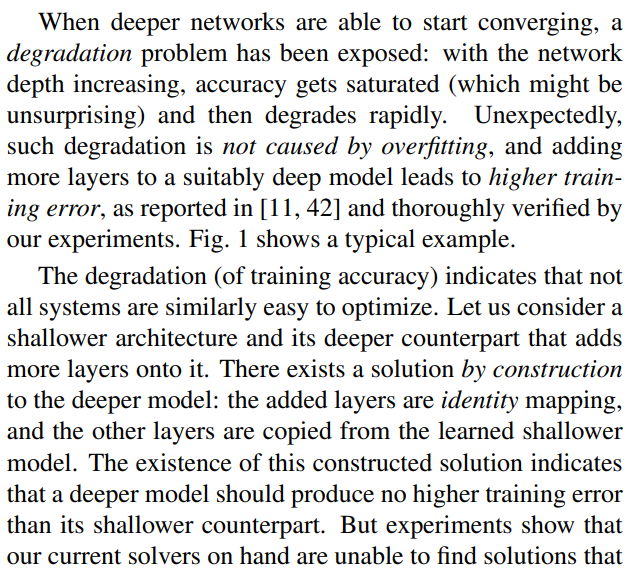 When deeper networks are able to start converging, a
degradation problem has been exposed: with the network
depth increasing, accuracy gets saturated (which might be
unsurprising) and then degrades rapidly. Unexpectedly,
such degradation is not caused by overfitting, and adding
more layers to a suitably deep model leads to higher train-
ing error, as reported in [11, 42] and thoroughly verified by
our experiments. Fig. 1 shows a typical example.
The degradation (of training accuracy) indicates that not
all systems are similarly easy to optimize. Let us consider a
shallower architecture and its deeper counterpart that adds
more layers onto it. There exists a solution by construction
to the deeper model: the added layers are identity mapping,
and the other layers are copied from the learned shallower
model. The existence of this constructed solution indicates
that a deeper model should produce no higher training error
than its shallower counterpart. But experiments show that
our current solvers on hand are unable to find solutions that